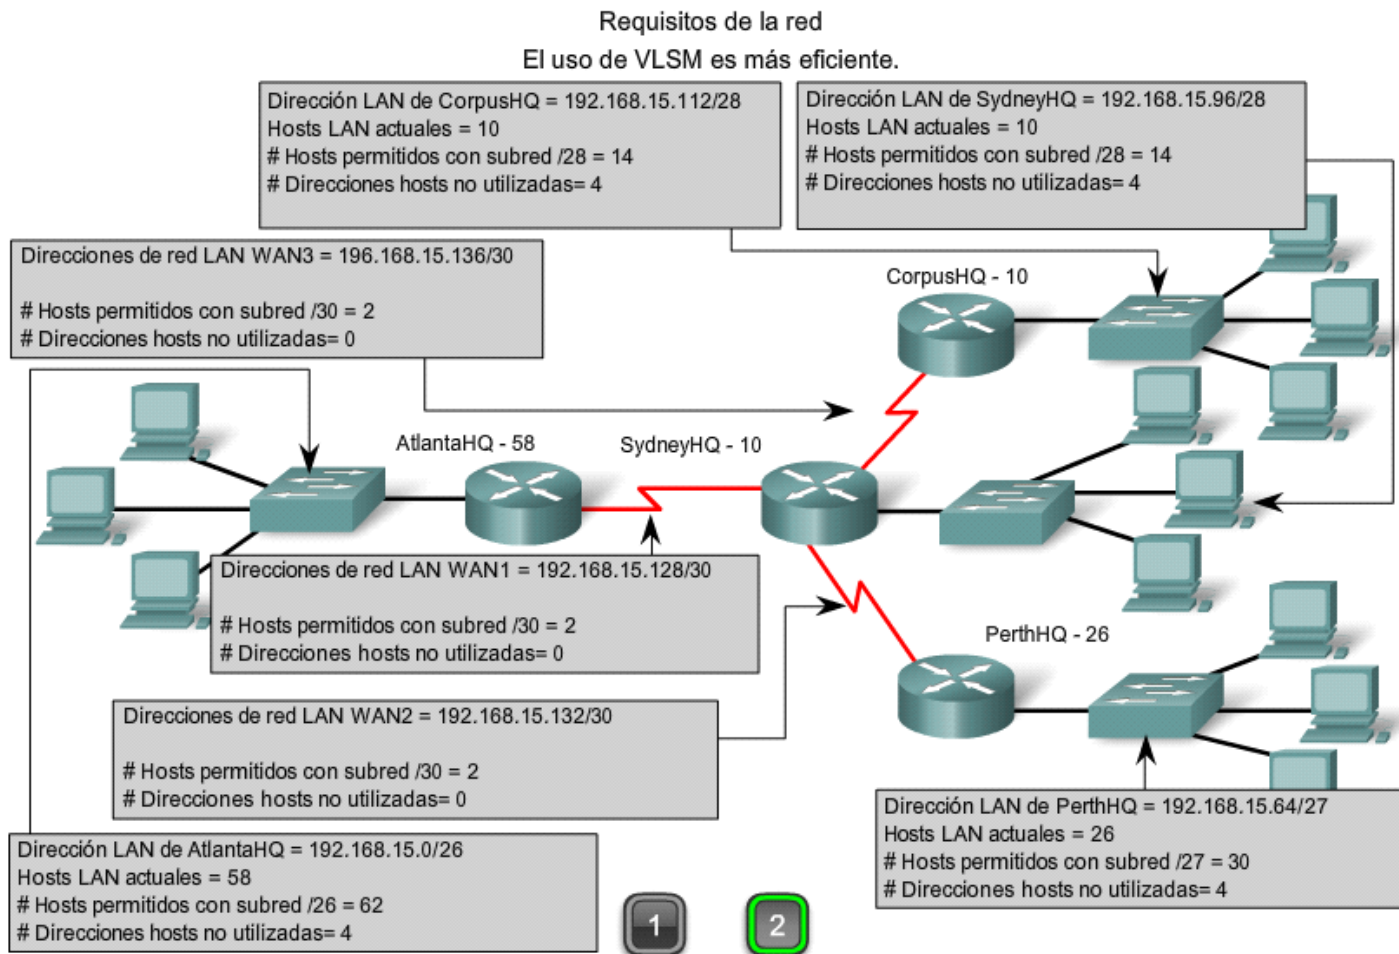 Requisitos de la red
El uso de VLSM es más eficiente.
Dirección LAN de CorpusHQ = 192.168.15.112/28
Hosts LAN actuales = 10
# Hosts permitidos con subred /28 = 14
# Direcciones hosts no utilizadas= 4
Dirección LAN de SydneyHQ = 192.168.15.96/28
Hosts LAN actuales = 10
# Hosts permitidos con subred /28 = 14
# Direcciones hosts no utilizadas= 4
Direcciones de red LAN WAN3 = 196.168.15.136/30
# Hosts permitidos con subred /30 = 2
# Direcciones hosts no utilizadas= 0
CorpusHQ - 10
AtlantaHQ - 58
SydneyHQ - 10
Direcciones de red LAN WAN1 = 192.168.15.128/30
# Hosts permitidos con subred /30 = 2
# Direcciones hosts no utilizadas= 0
PerthHQ - 26
Direcciones de red LAN WAN2 = 192.168.15.132/30
# Hosts permitidos con subred /30 = 2
# Direcciones hosts no utilizadas= 0
Dirección LAN de PerthHQ = 192.168.15.64/27
Hosts LAN actuales = 26
# Hosts permitidos con subred /27 = 30
# Direcciones hosts no utilizadas= 4
Dirección LAN de AtlantaHQ = 192.168.15.0/26
Hosts LAN actuales = 58
# Hosts permitidos con subred /26 = 62
# Direcciones hosts no utilizadas= 4
1
2